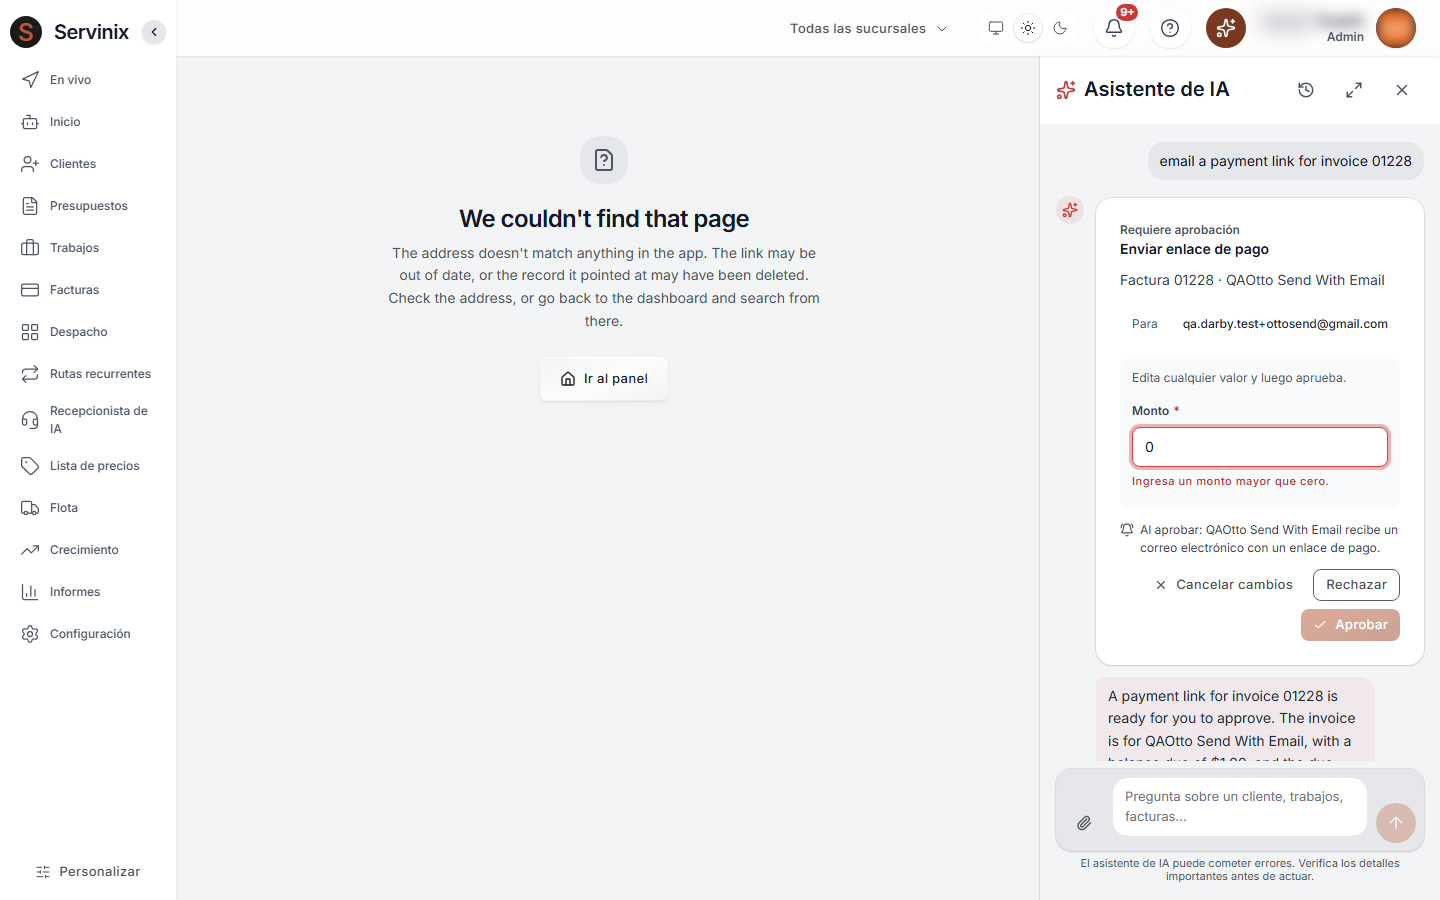 Servinix
En vivo
Inicio
Clientes
Presupuestos
Trabajos
Facturas
Despacho
Rutas recurrentes
Recepcionista de
IA
Lista de precios
Flota
Crecimiento
Informes
Configuración
Personalizar
Todas las sucursales
9+
Admin
We couldn't find that page
The address doesn't match anything in the app. The link may be
out of date, or the record it pointed at may have been deleted.
Check the address, or go back to the dashboard and search from
there.
Ir al panel
Asistente de IA
email a payment link for invoice 01228
Requiere aprobación
Enviar enlace de pago
Factura 01228 · QAOtto Send With Email
Para qa.darby.test+ottosend@gmail.com
Edita cualquier valor y luego aprueba.
Monto *
0
Ingresa un monto mayor que cero.
Al aprobar: QAOtto Send With Email recibe un
correo electrónico con un enlace de pago.
Cancelar cambios
Rechazar
Aprobar
A payment link for invoice 01228 is
ready for you to approve. The invoice
is for QAOtto Send With Email, with a
balance due of $1.00, and the due
Pregunta sobre un cliente, trabajos,
facturas...
El asistente de IA puede cometer errores. Verifica los detalles
importantes antes de actuar.